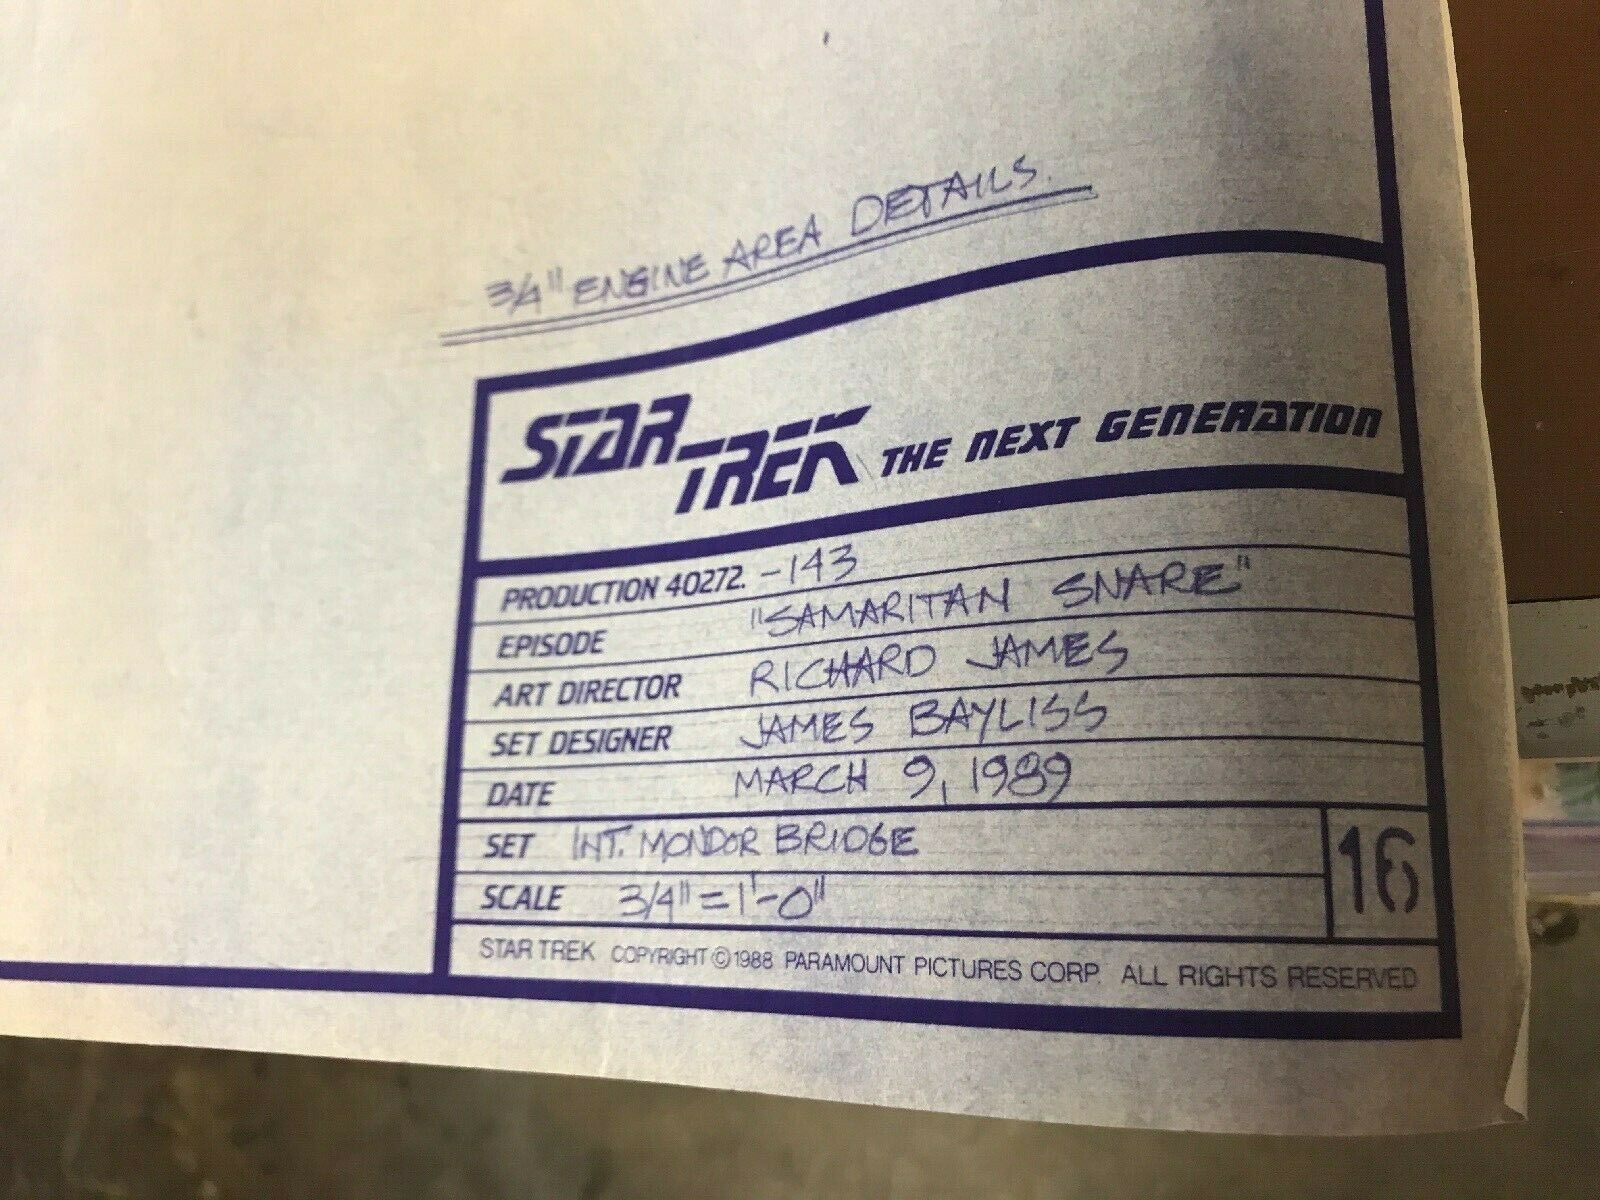 3/4" ENGINE AREA DETAILS.
STAR TREK THE NEXT GENERATION
PRODUCTION 40272. -143
EPISODE "SAMARITAN SNARE"
ART DIRECTOR RICHARD JAMES
SET DESIGNER JAMES BAYLISS
DATE MARCH 9, 1989
SET INT. MONDOR BRIDGE
16
SCALE 3/4" = 1'-0"
STAR TREK COPYRIGHT ©1988 PARAMOUNT PICTURES CORP. ALL RIGHTS RESERVED